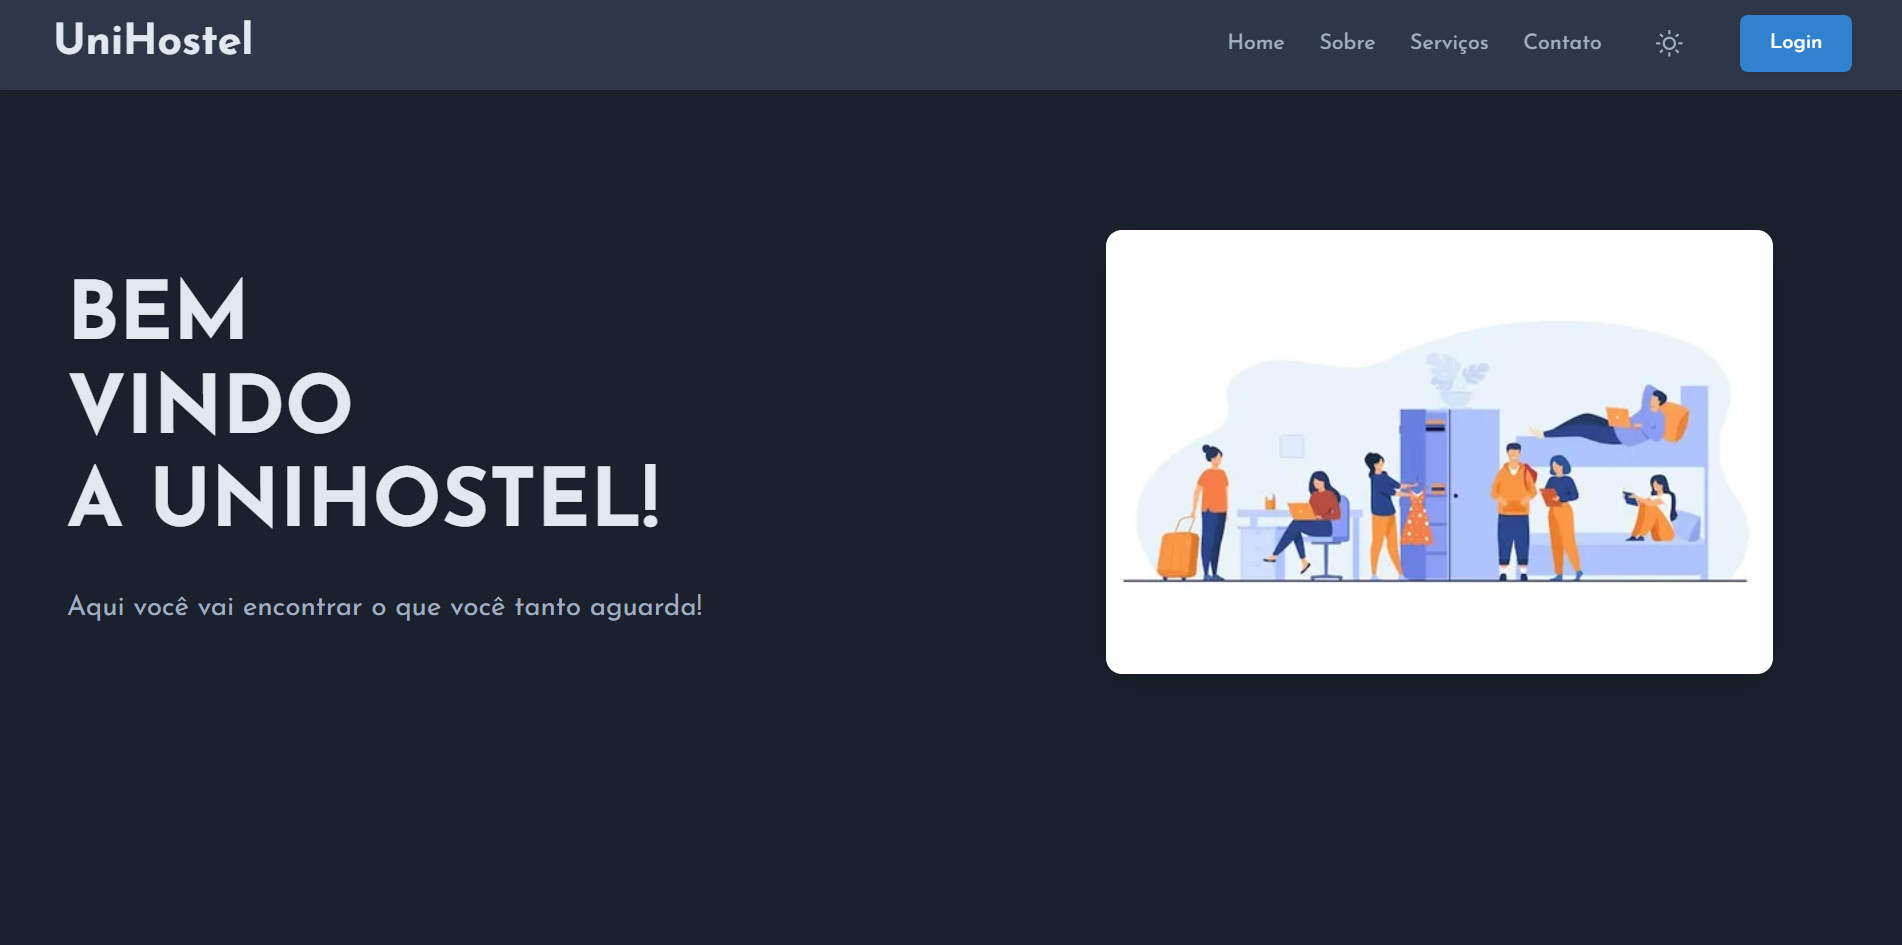 UniHostel
Home Sobre Serviços Contato Login
BEM
VINDO
A UNIHOSTEL!
Aqui você vai encontrar o que você tanto aguarda!